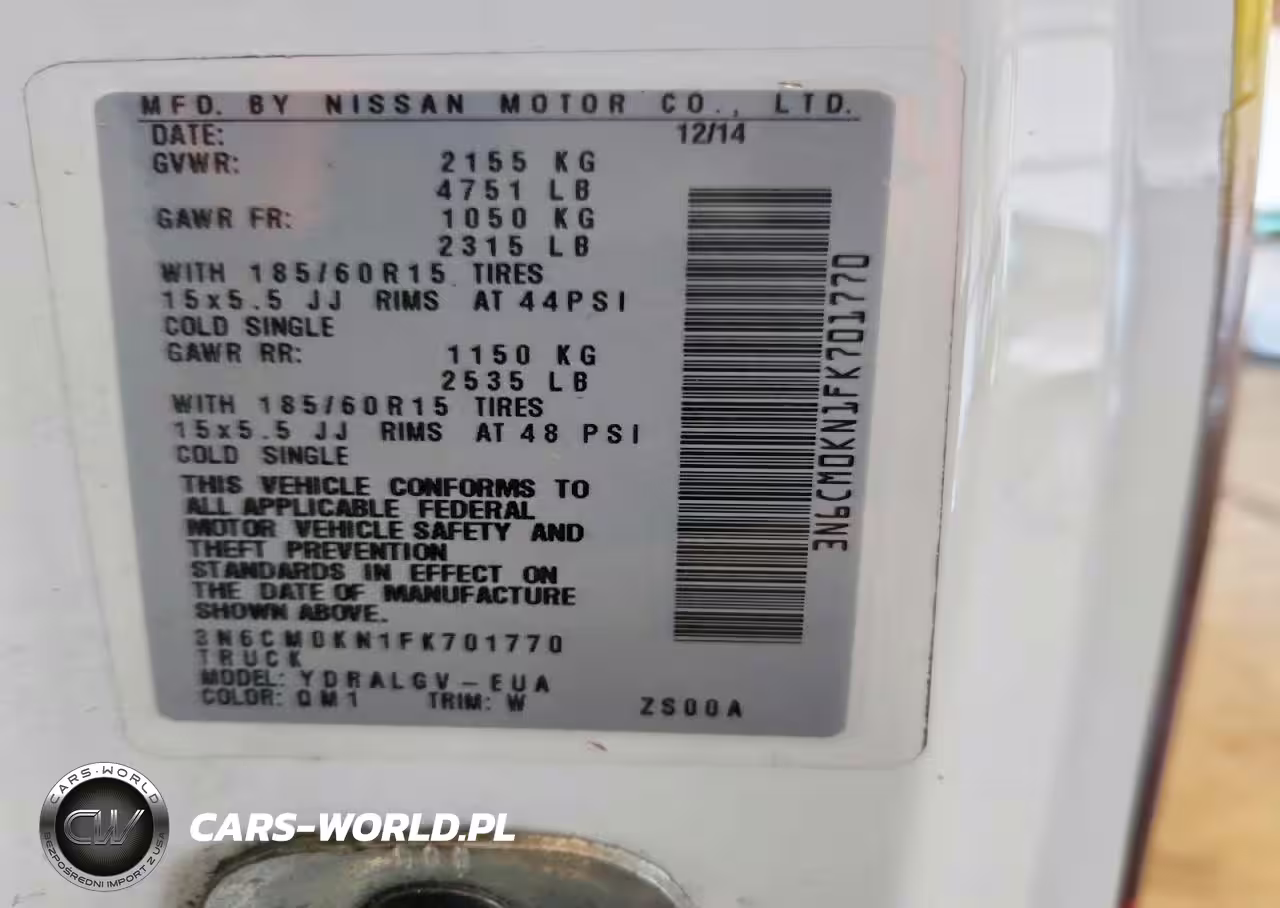 MFD. BY NISSAN MOTOR CO., LTD.
DATE: 12/14
GVWR: 2155 KG
4751 LB
GAWR FR: 1050 KG
2315 LB
WITH 185/60R15 TIRES
15x5.5 JJ RIMS AT 44PSI
COLD SINGLE
GAWR RR: 1150 KG
2535 LB
WITH 185/60R15 TIRES
15x5.5 JJ RIMS AT 48 PSI
COLD SINGLE
THIS VEHICLE CONFORMS TO
ALL APPLICABLE FEDERAL
MOTOR VEHICLE SAFETY AND
THEFT PREVENTION
STANDARDS IN EFFECT ON
THE DATE OF MANUFACTURE
SHOWN ABOVE.
3N6CM0KN1FK701770
TRUCK
MODEL: YDRALGV-EUA
COLOR: QM1 TRIM: W ZS00A
3N6CM0KN1FK701770
CARS-WORLD
CW
BEZPOŚREDNI IMPORT Z USA
CARS-WORLD.PL